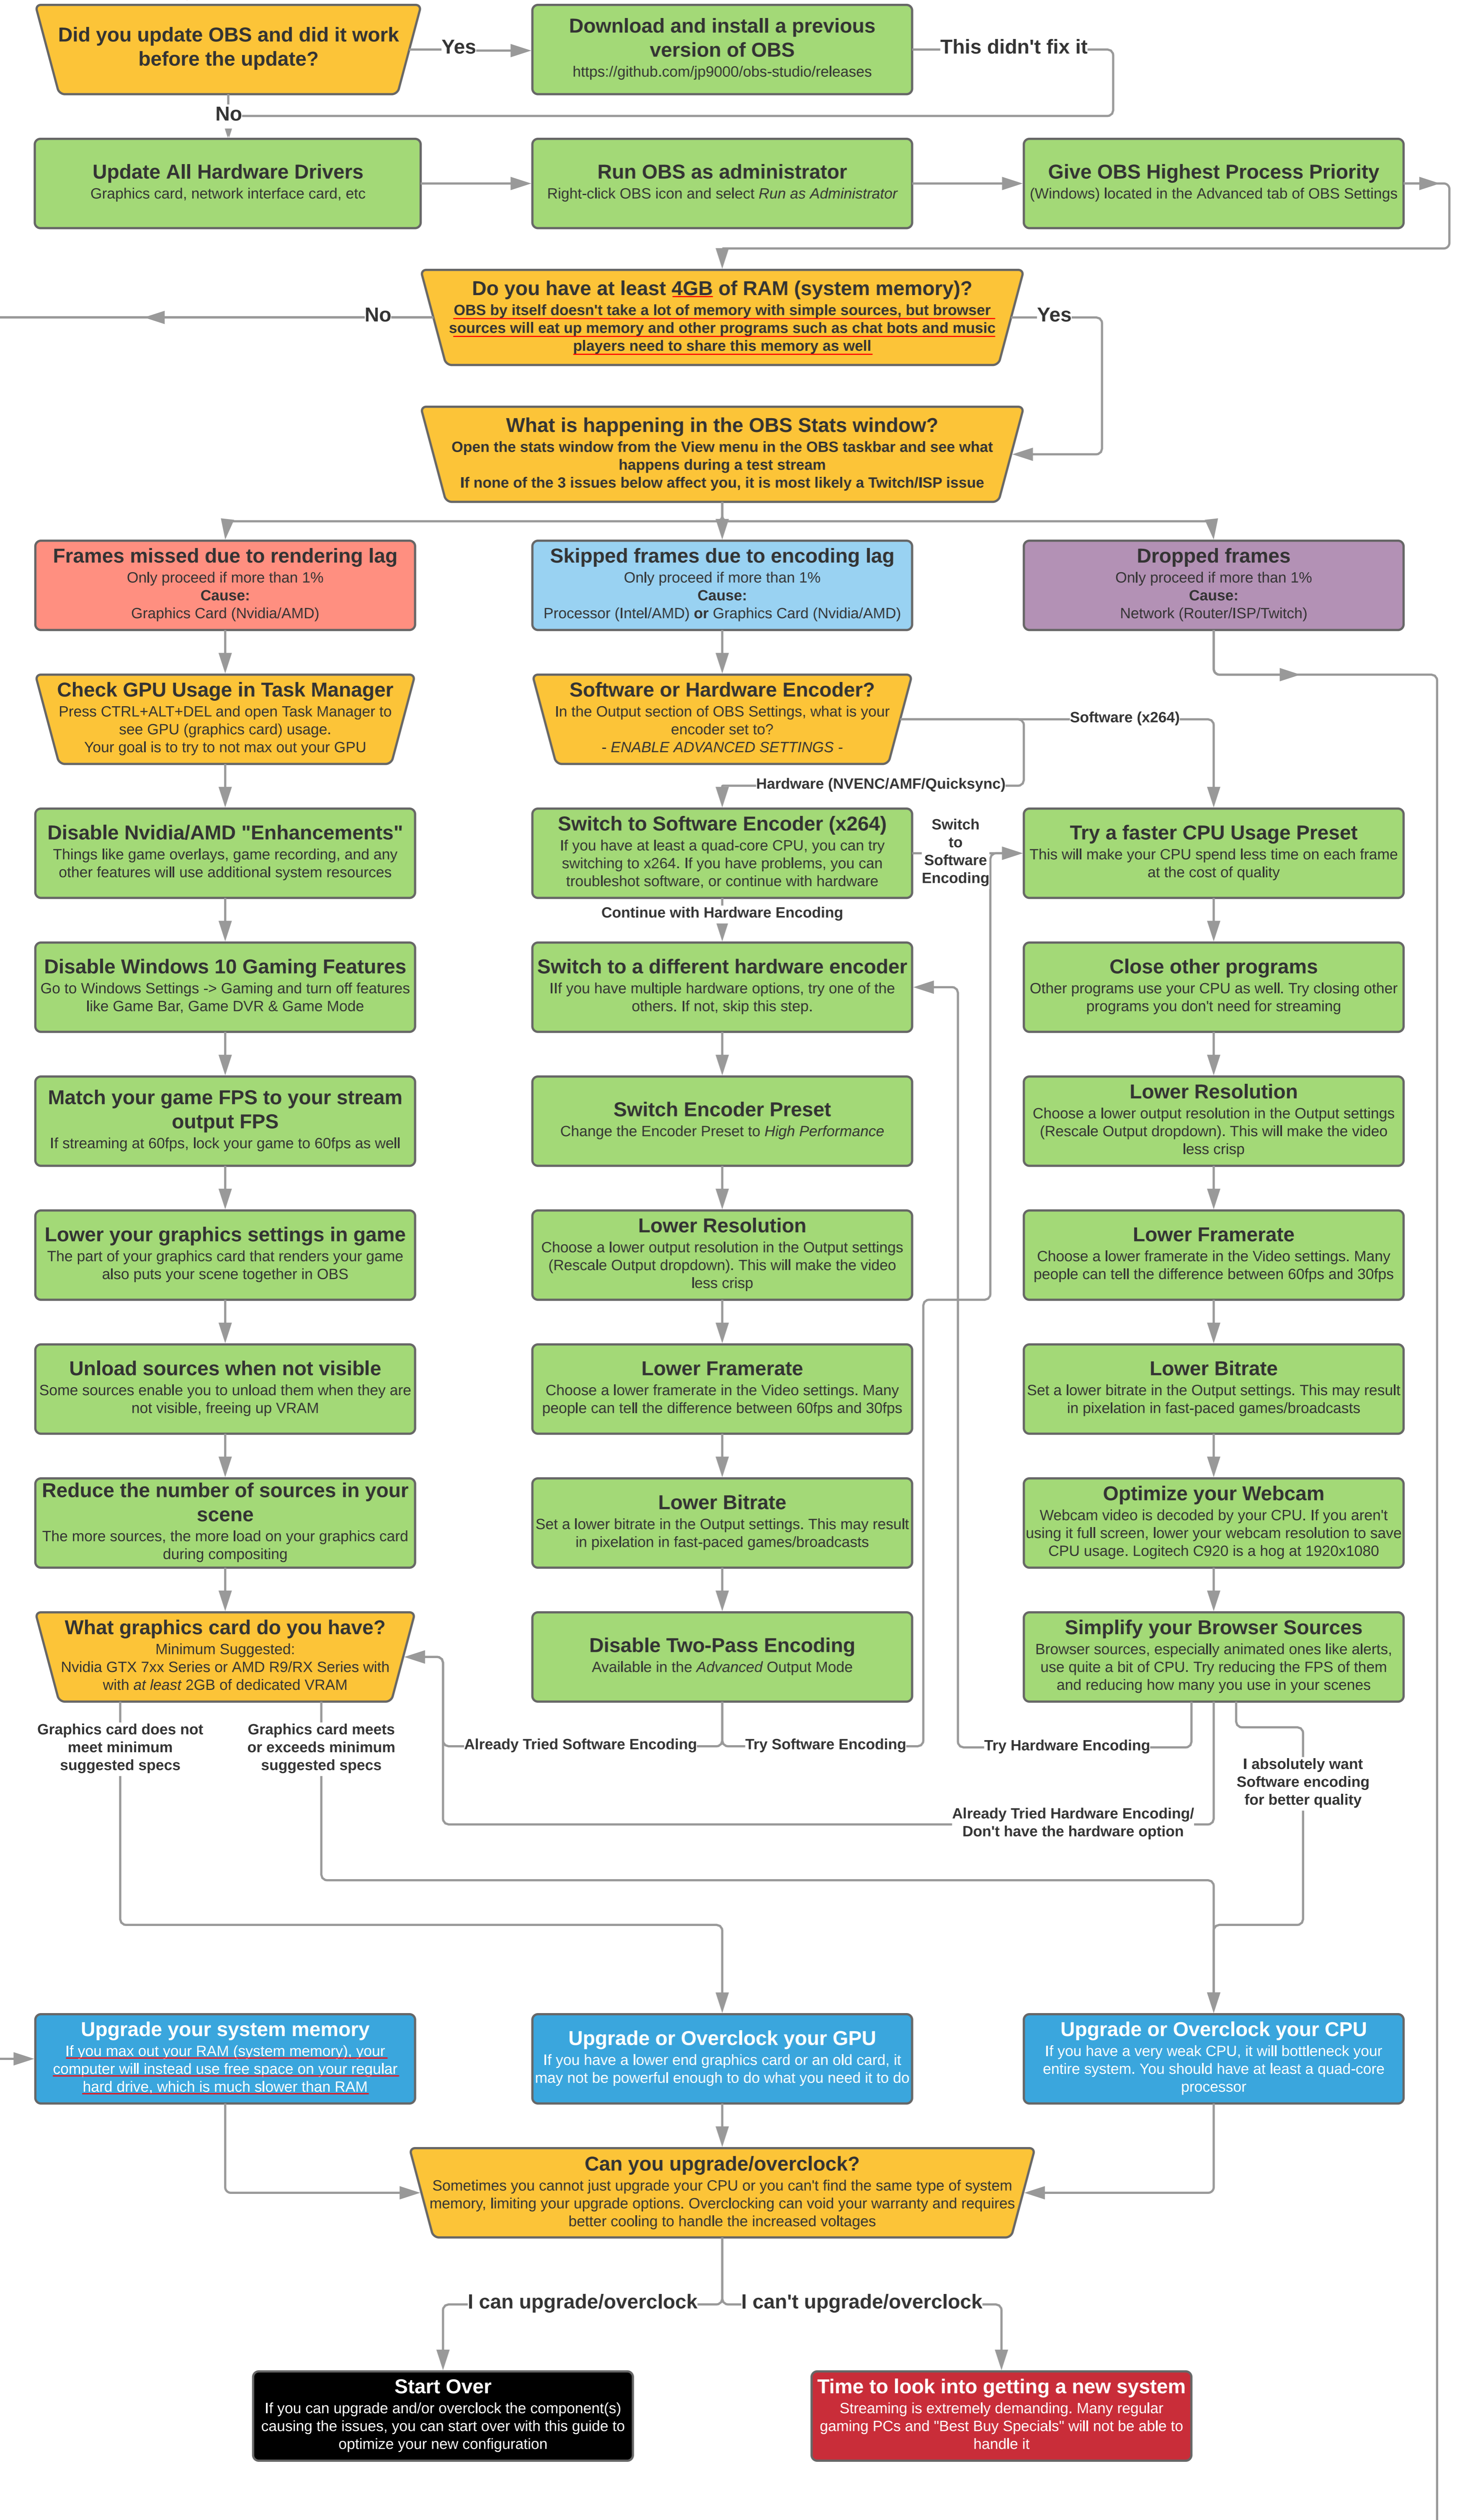 Did you update OBS and did it work
before the update?
Yes
Download and install a previous
version of OBS
https://github.com/jp9000/obs-studio/releases
This didn't fix it
No
Update All Hardware Drivers
Graphics card, network interface card, etc
Run OBS as administrator
Right-click OBS icon and select Run as Administrator
Give OBS Highest Process Priority
(Windows) located in the Advanced tab of OBS Settings
Do you have at least 4GB of RAM (system memory)?
OBS by itself doesn't take a lot of memory with simple sources, but browser
sources will eat up memory and other programs such as chat bots and music
players need to share this memory as well
No
Yes
What is happening in the OBS Stats window?
Open the stats window from the View menu in the OBS taskbar and see what
happens during a test stream
If none of the 3 issues below affect you, it is most likely a Twitch/ISP issue
Frames missed due to rendering lag
Only proceed if more than 1%
Cause:
Graphics Card (Nvidia/AMD)
Skipped frames due to encoding lag
Only proceed if more than 1%
Cause:
Processor (Intel/AMD) or Graphics Card (Nvidia/AMD)
Dropped frames
Only proceed if more than 1%
Cause:
Network (Router/ISP/Twitch)
Check GPU Usage in Task Manager
Press CTRL+ALT+DEL and open Task Manager to
see GPU (graphics card) usage.
Your goal is to try to not max out your GPU
Software or Hardware Encoder?
In the Output section of OBS Settings, what is your
encoder set to?
- ENABLE ADVANCED SETTINGS -
Software (x264)
Hardware (NVENC/AMF/Quicksync)
Disable Nvidia/AMD "Enhancements"
Things like game overlays, game recording, and any
other features will use additional system resources
Switch to Software Encoder (x264)
If you have at least a quad-core CPU, you can try
switching to x264. If you have problems, you can
troubleshot software, or continue with hardware
Switch
to
Software
Encoding
Try a faster CPU Usage Preset
This will make your CPU spend less time on each frame
at the cost of quality
Continue with Hardware Encoding
Disable Windows 10 Gaming Features
Go to Windows Settings -> Gaming and turn off features
like Game Bar, Game DVR & Game Mode
Switch to a different hardware encoder
IIf you have multiple hardware options, try one of the
others. If not, skip this step.
Close other programs
Other programs use your CPU as well. Try closing other
programs you don't need for streaming
Match your game FPS to your stream
output FPS
If streaming at 60fps, lock your game to 60fps as well
Switch Encoder Preset
Change the Encoder Preset to High Performance
Lower Resolution
Choose a lower output resolution in the Output settings
(Rescale Output dropdown). This will make the video
less crisp
Lower your graphics settings in game
The part of your graphics card that renders your game
also puts your scene together in OBS
Lower Resolution
Choose a lower output resolution in the Output settings
(Rescale Output dropdown). This will make the video
less crisp
Lower Framerate
Choose a lower framerate in the Video settings. Many
people can tell the difference between 60fps and 30fps
Unload sources when not visible
Some sources enable you to unload them when they are
not visible, freeing up VRAM
Lower Framerate
Choose a lower framerate in the Video settings. Many
people can tell the difference between 60fps and 30fps
Lower Bitrate
Set a lower bitrate in the Output settings. This may result
in pixelation in fast-paced games/broadcasts
Reduce the number of sources in your
scene
The more sources, the more load on your graphics card
during compositing
Lower Bitrate
Set a lower bitrate in the Output settings. This may result
in pixelation in fast-paced games/broadcasts
Optimize your Webcam
Webcam video is decoded by your CPU. If you aren't
using it full screen, lower your webcam resolution to save
CPU usage. Logitech C920 is a hog at 1920x1080
What graphics card do you have?
Minimum Suggested:
Nvidia GTX 7xx Series or AMD R9/RX Series with
with at least 2GB of dedicated VRAM
Disable Two-Pass Encoding
Available in the Advanced Output Mode
Simplify your Browser Sources
Browser sources, especially animated ones like alerts,
use quite a bit of CPU. Try reducing the FPS of them
and reducing how many you use in your scenes
Graphics card does not
meet minimum
suggested specs
Graphics card meets
or exceeds minimum
suggested specs
Already Tried Software Encoding
Try Software Encoding
Try Hardware Encoding
I absolutely want
Software encoding
for better quality
Already Tried Hardware Encoding/
Don't have the hardware option
Upgrade your system memory
If you max out your RAM (system memory), your
computer will instead use free space on your regular
hard drive, which is much slower than RAM
Upgrade or Overclock your GPU
If you have a lower end graphics card or an old card, it
may not be powerful enough to do what you need it to do
Upgrade or Overclock your CPU
If you have a very weak CPU, it will bottleneck your
entire system. You should have at least a quad-core
processor
Can you upgrade/overclock?
Sometimes you cannot just upgrade your CPU or you can't find the same type of system
memory, limiting your upgrade options. Overclocking can void your warranty and requires
better cooling to handle the increased voltages
I can upgrade/overclock
I can't upgrade/overclock
Start Over
If you can upgrade and/or overclock the component(s)
causing the issues, you can start over with this guide to
optimize your new configuration
Time to look into getting a new system
Streaming is extremely demanding. Many regular
gaming PCs and "Best Buy Specials" will not be able to
handle it